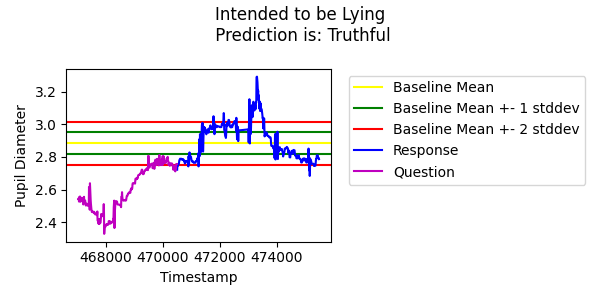 Intended to be Lying
Prediction is: Truthful
3.2
3.0
2.8
2.6
2.4
Pupil Diameter
468000 470000 472000 474000
Timestamp
Baseline Mean
Baseline Mean +- 1 stddev
Baseline Mean +- 2 stddev
Response
Question